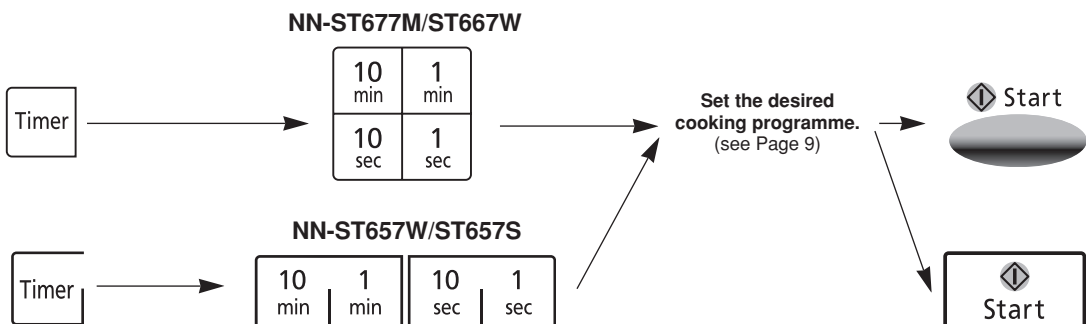 NN-ST677M/ST667W
Timer
10 1
min min
10 1
sec sec
Set the desired
cooking programme.
(see Page 9)
Start
NN-ST657W/ST657S
Timer
10 1 10 1
min min sec sec
Start